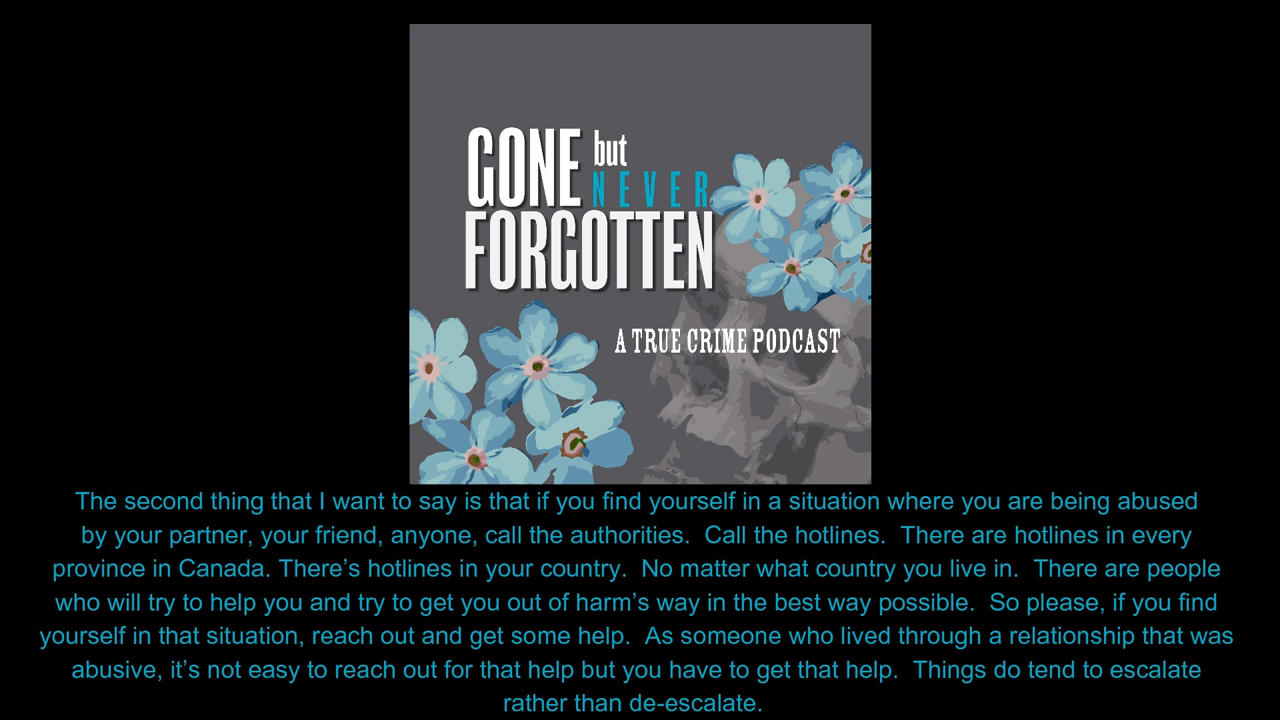 GONE but
NEVER
FORGOTTEN
A TRUE CRIME PODCAST
The second thing that I want to say is that if you find yourself in a situation where you are being abused
by your partner, your friend, anyone, call the authorities.  Call the hotlines.  There are hotlines in every
province in Canada. There’s hotlines in your country.  No matter what country you live in.  There are people
who will try to help you and try to get you out of harm’s way in the best way possible.  So please, if you find
yourself in that situation, reach out and get some help.  As someone who lived through a relationship that was
abusive, it’s not easy to reach out for that help but you have to get that help.  Things do tend to escalate
rather than de-escalate.